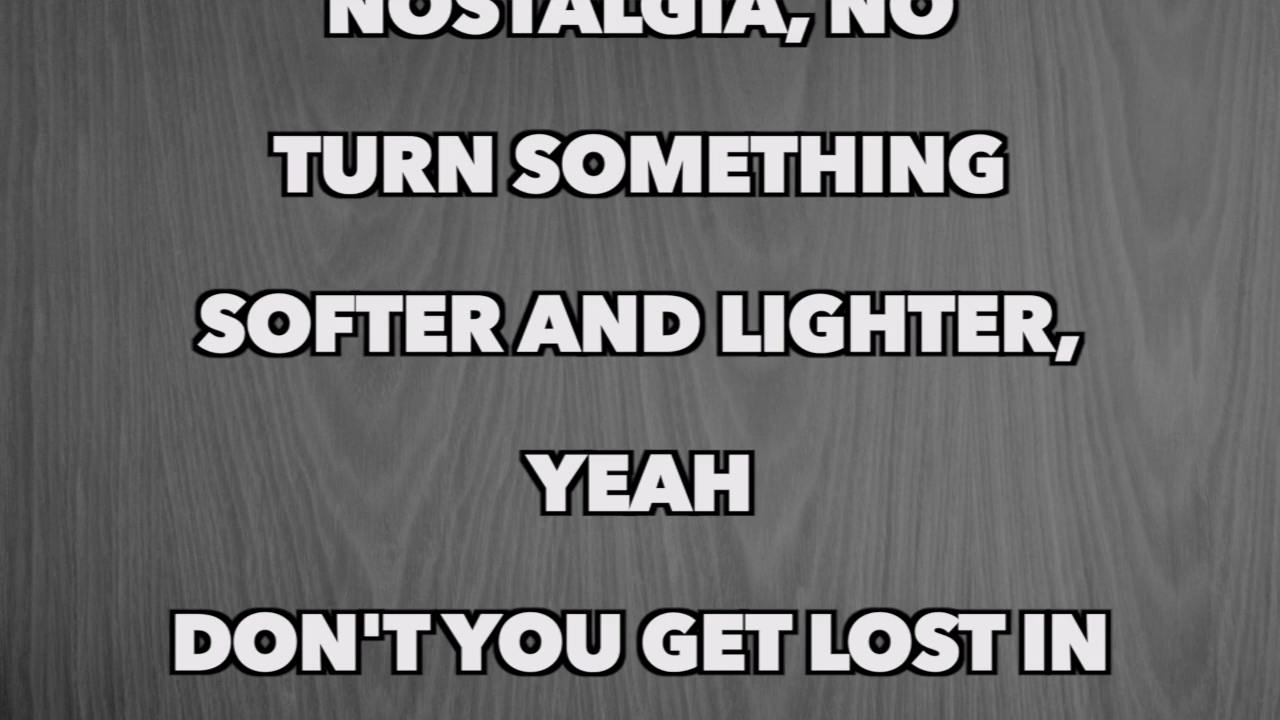 NOSTALGIA, NO
TURN SOMETHING
SOFTER AND LIGHTER,
YEAH
DON'T YOU GET LOST IN